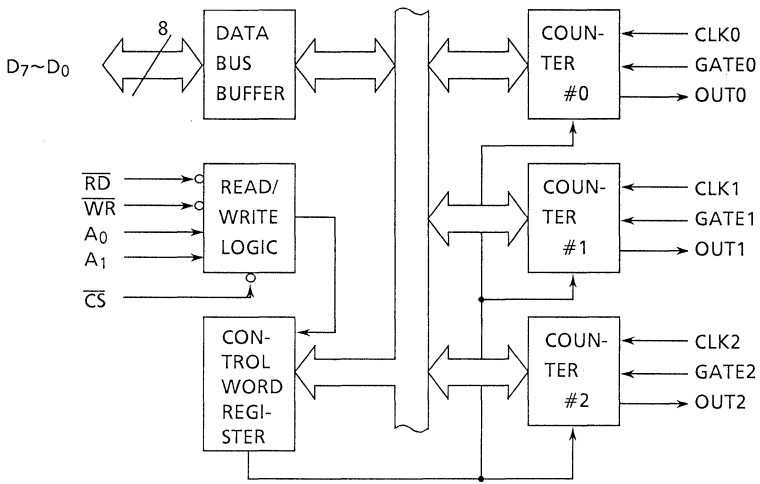 8
D7~D0
DATA
BUS
BUFFER
COUN-
TER
#0
CLK0
GATE0
OUT0
RD
WR
A0
A1
CS
READ/
WRITE
LOGIC
COUN-
TER
#1
CLK1
GATE1
OUT1
CON-
TROL
WORD
REGI-
STER
COUN-
TER
#2
CLK2
GATE2
OUT2